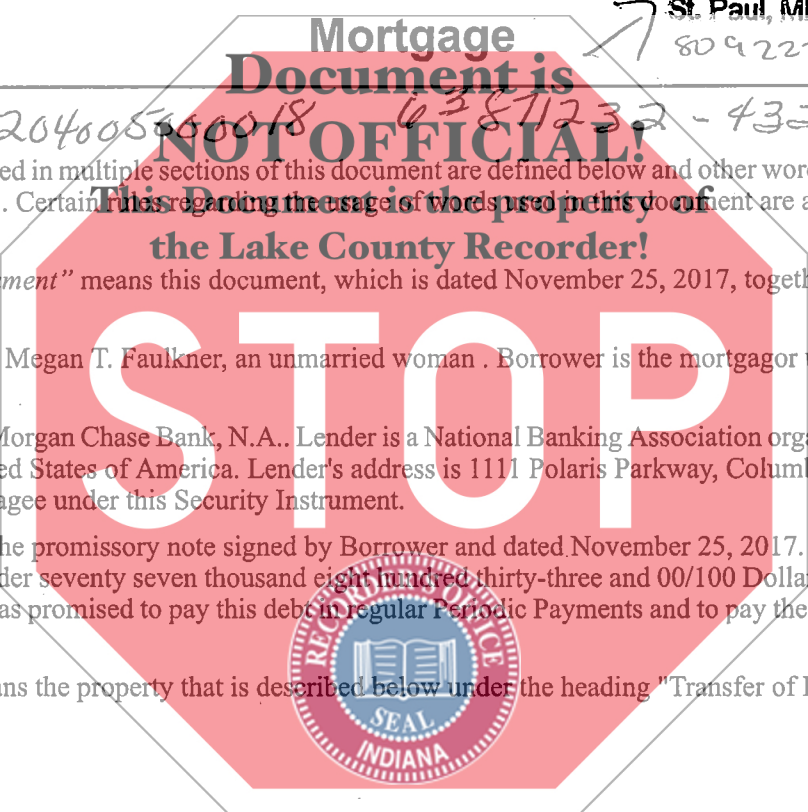 St. Paul, M
Mortgage
80922
Document is
204005000018 63871232 - 432
NOT OFFICIAL!
ed in multiple sections of this document are defined below and other wor
. Certain rules regarding the usage of words used in this document are a
This Document is the property of
the Lake County Recorder!
ment” means this document, which is dated November 25, 2017, togeth
STOP
Megan T. Faulkner, an unmarried woman . Borrower is the mortgagor
Morgan Chase Bank, N.A.. Lender is a National Banking Association orga
ed States of America. Lender's address is 1111 Polaris Parkway, Colum
agee under this Security Instrument.
he promissory note signed by Borrower and dated November 25, 2017.
der seventy seven thousand eight hundred thirty-three and 00/100 Dolla
as promised to pay this debt in regular Periodic Payments and to pay the
RECORDER'S OFFICE
ns the property that is described below under the heading "Transfer of
SEAL
INDIANA